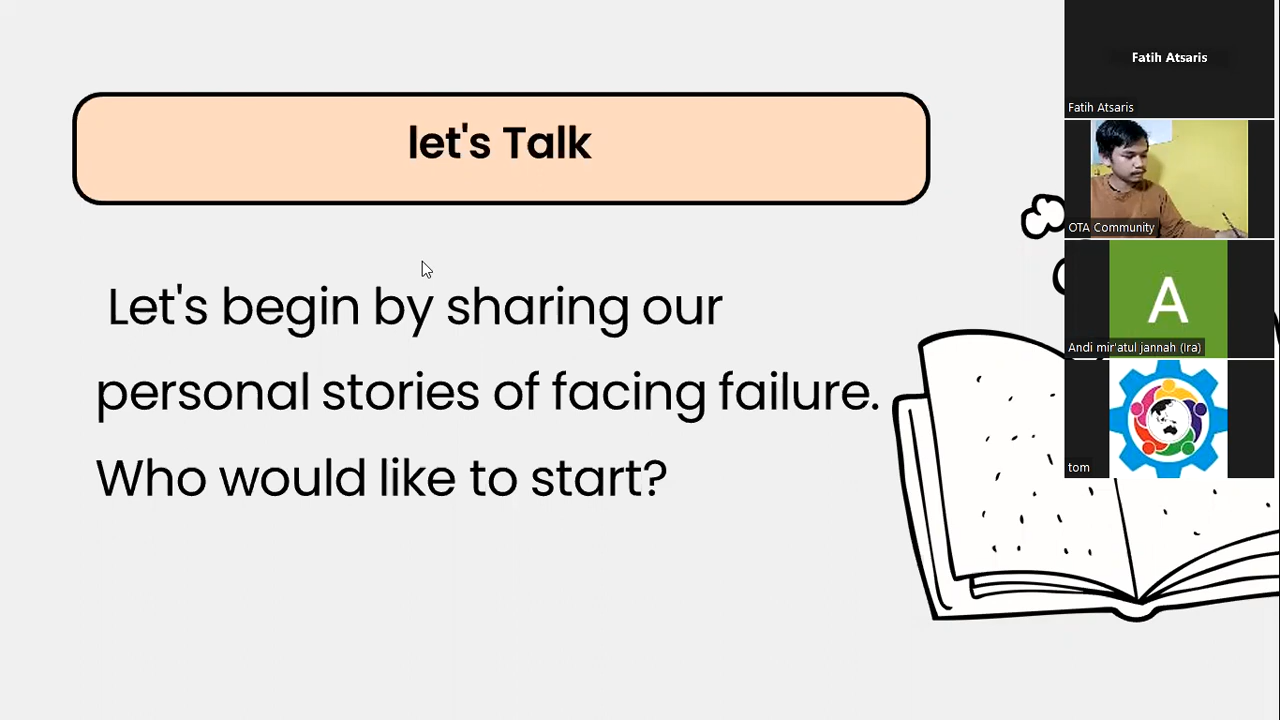 let's Talk
Let's begin by sharing our
personal stories of facing failure.
Who would like to start?
Fatih Atsaris
Fatih Atsaris
OTA Community
A
Andi mir'atul jannah (Ira)
tom